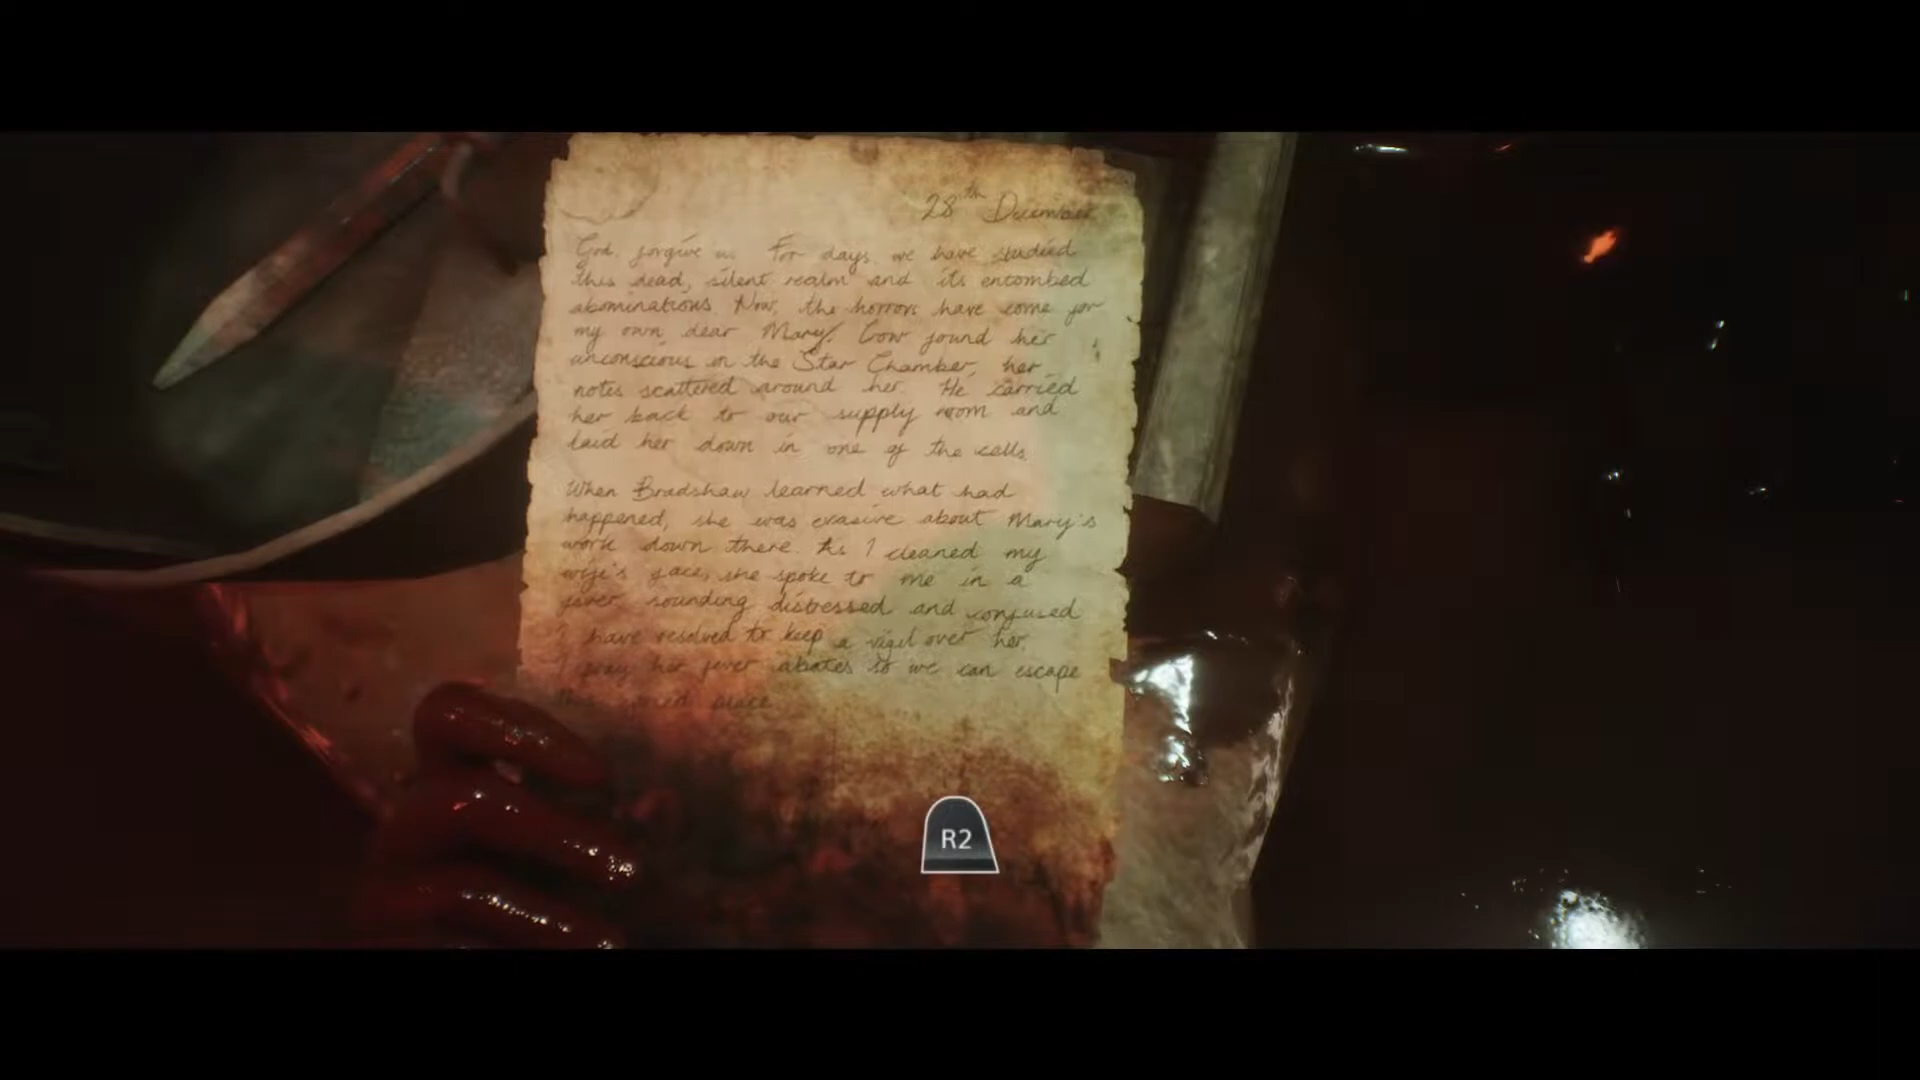 28th December
God, forgive us. For days we have studied
this dead, silent realm and its entombed
abominations. Now, the horrors have come for
my own dear Mary. Cow found her
unconscious in the Star Chamber, her
notes scattered around her. He carried
her back to our supply room and
laid her down in one of the cells.
When Bradshaw learned what had
happened, she was evasive about Mary's
work down there. As I cleaned my
wife's face, she spoke to me in a
fever sounding distressed and confused
I have resolved to keep a vigil over her.
I pray her fever abates so we can escape
place
R2